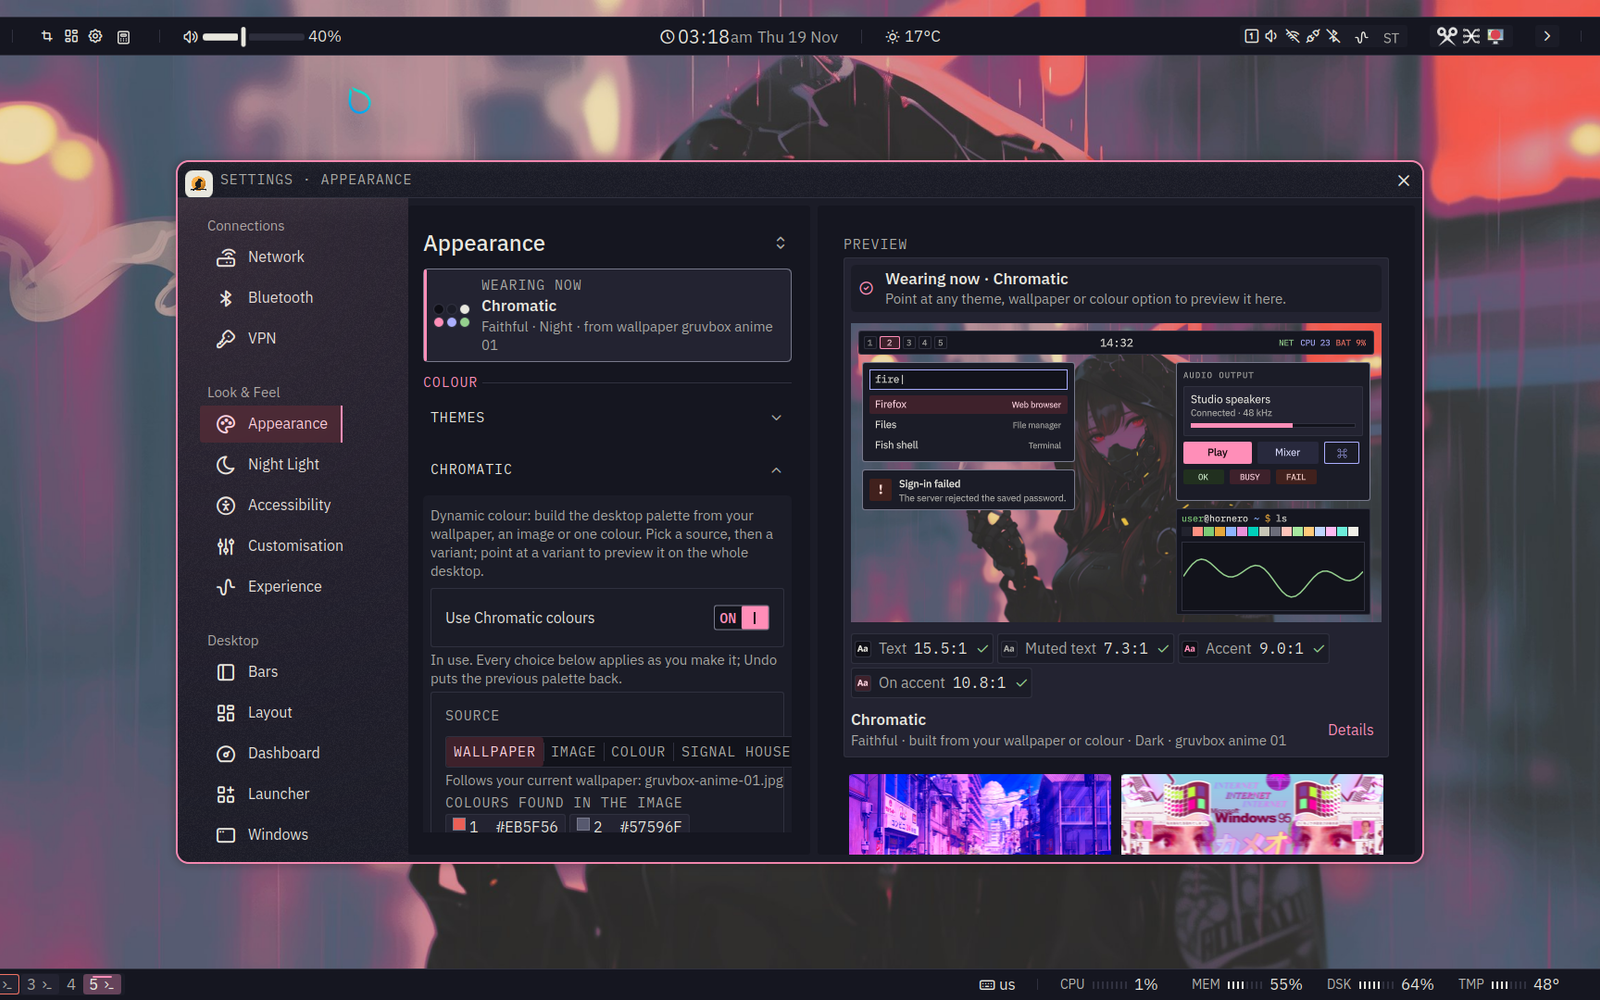 40%
03:18am Thu 19 Nov
17°C
1
ST
SETTINGS · APPEARANCE
Connections
Network
Bluetooth
VPN
Look & Feel
Appearance
Night Light
Accessibility
Customisation
Experience
Desktop
Bars
Layout
Dashboard
Launcher
Windows
Appearance
WEARING NOW
Chromatic
Faithful · Night · from wallpaper gruvbox anime
01
COLOUR
THEMES
CHROMATIC
Dynamic colour: build the desktop palette from your
wallpaper, an image or one colour. Pick a source, then a
variant; point at a variant to preview it on the whole
desktop.
Use Chromatic colours
ON
In use. Every choice below applies as you make it; Undo
puts the previous palette back.
SOURCE
WALLPAPER IMAGE COLOUR SIGNAL HOUSE
Follows your current wallpaper: gruvbox-anime-01.jpg
COLOURS FOUND IN THE IMAGE
1 #EB5F56 2 #57596F
PREVIEW
Wearing now · Chromatic
Point at any theme, wallpaper or colour option to preview it here.
1 2 3 4 5 14:32 NET CPU 23 BAT 9%
fire|
Firefox Web browser
Files File manager
Fish shell Terminal
! Sign-in failed
The server rejected the saved password.
AUDIO OUTPUT
Studio speakers
Connected · 48 kHz
Play Mixer ⌘
OK BUSY FAIL
user@hornero ~ $ ls
Aa Text 15.5:1 Aa Muted text 7.3:1 Aa Accent 9.0:1
Aa On accent 10.8:1
Chromatic
Faithful · built from your wallpaper or colour · Dark · gruvbox anime 01
Details
INTERNET
INTERNET
INTERNET
Windows 95
カメオ
3 4 5
us CPU 1% MEM 55% DSK 64% TMP 48°